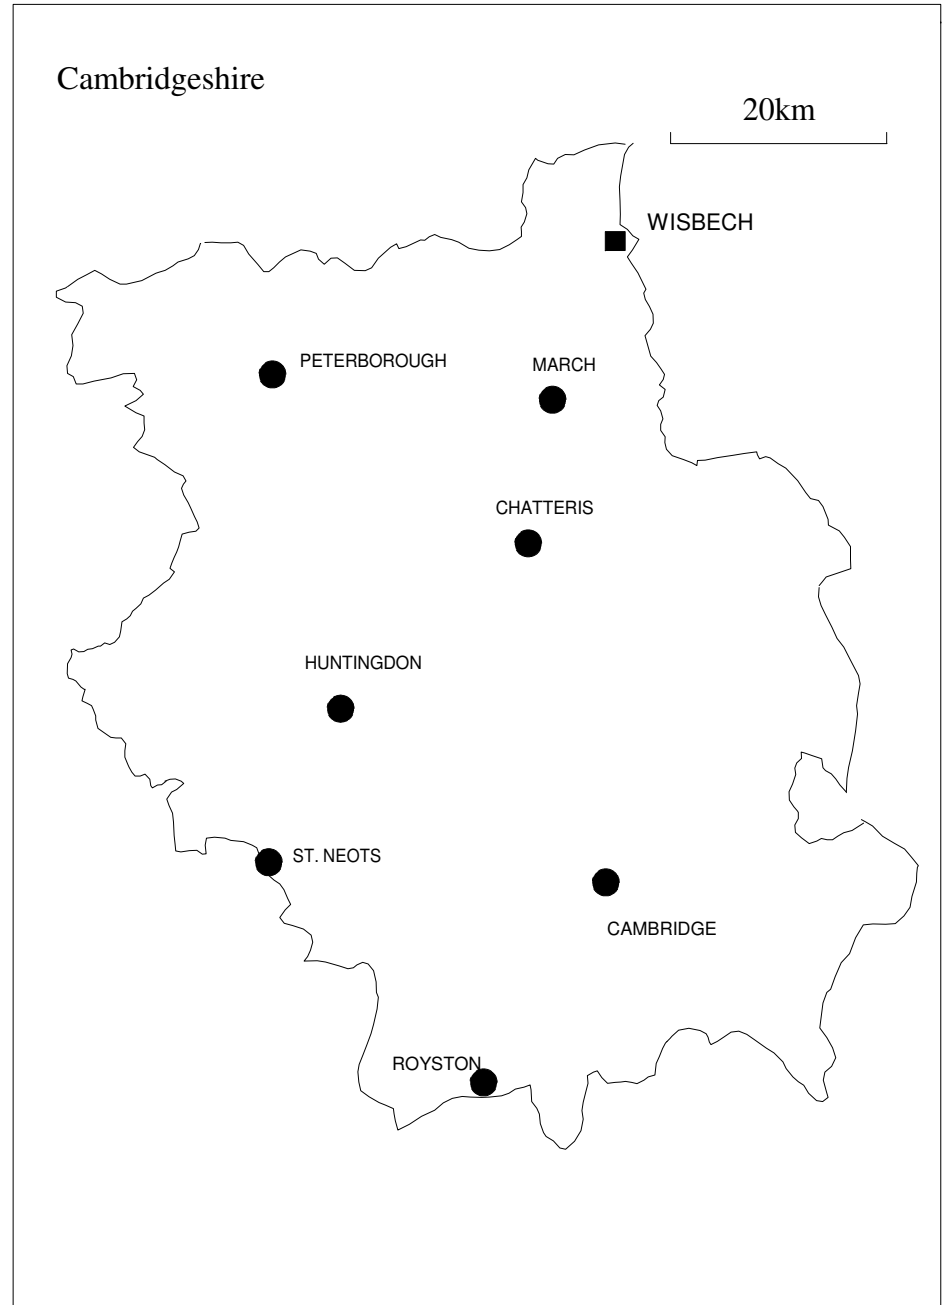 Cambridgeshire
20km
WISBECH
PETERBOROUGH
MARCH
CHATTERIS
HUNTINGDON
ST. NEOTS
CAMBRIDGE
ROYSTON